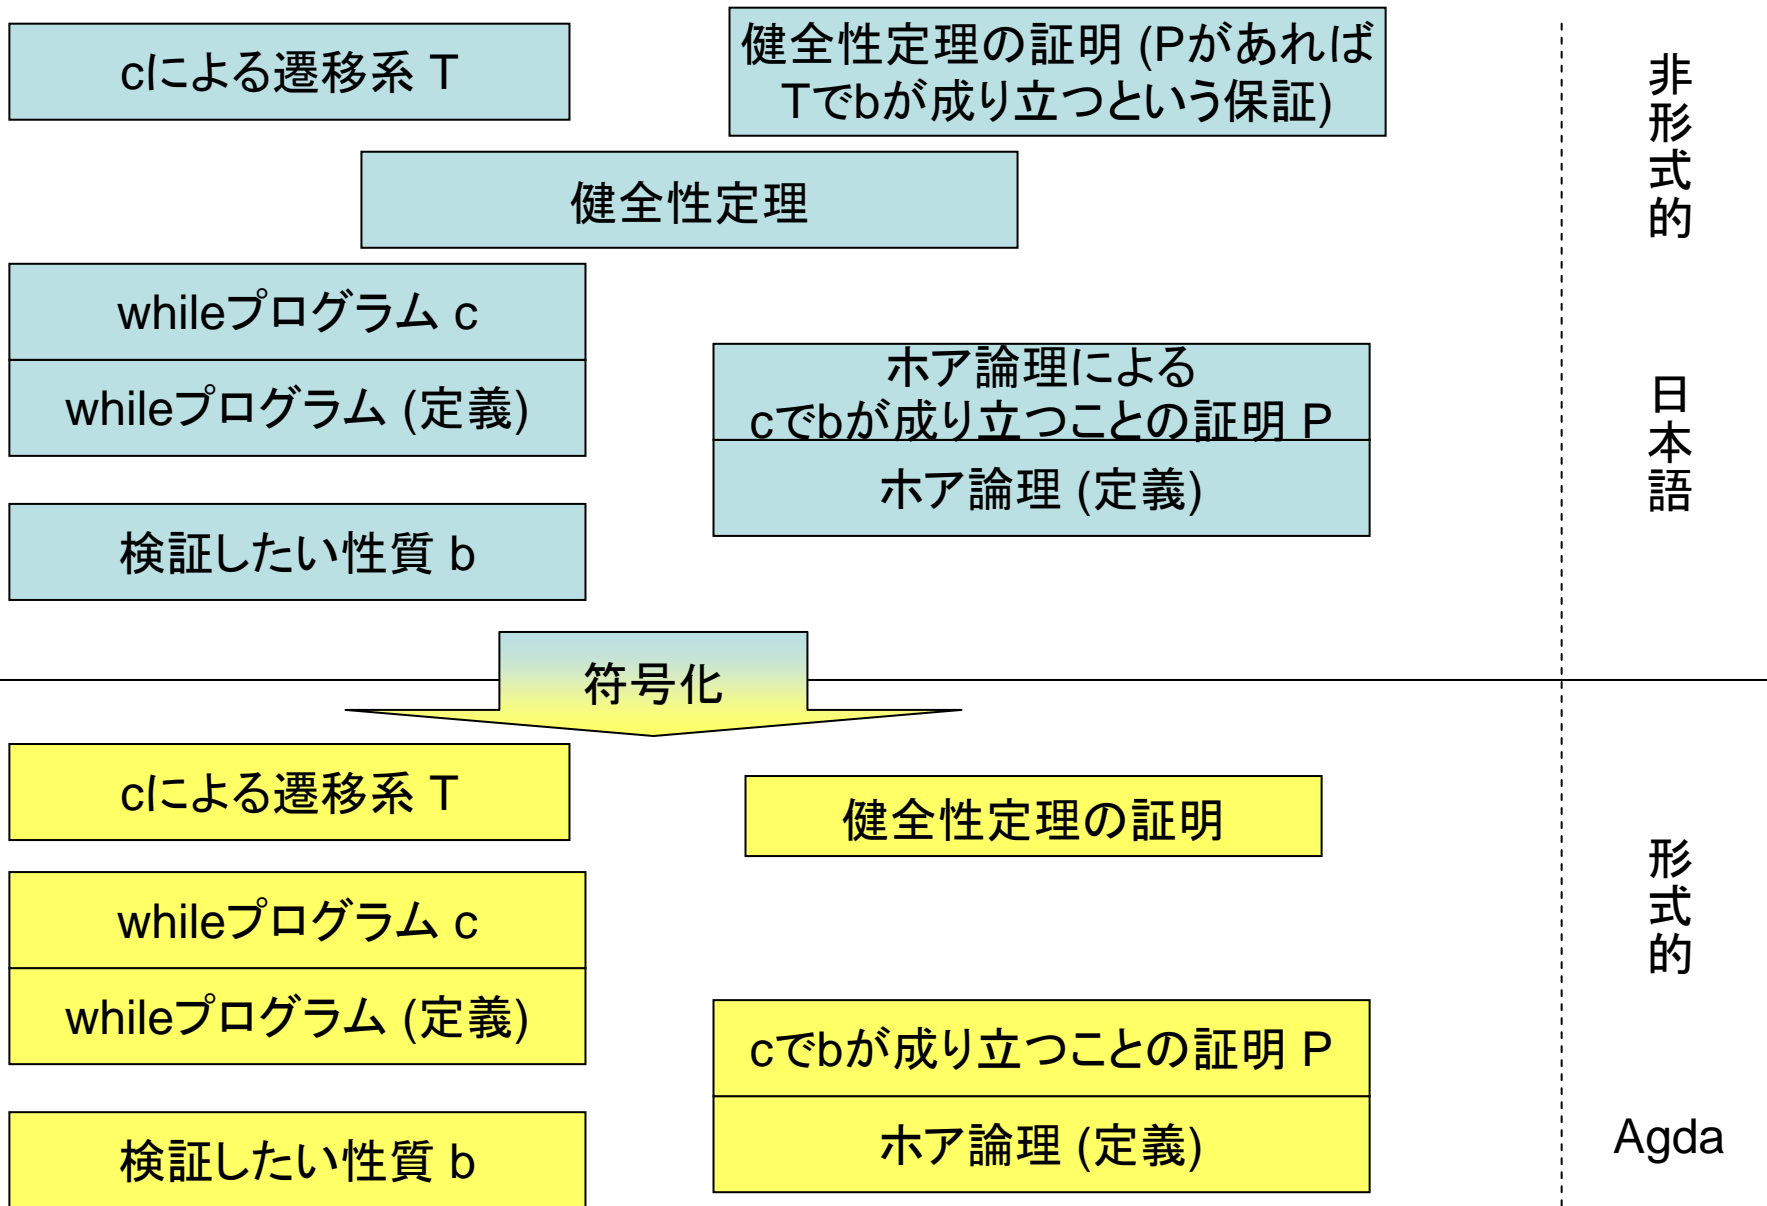 cによる遷移系 T
健全性定理の証明 (Pがあれば
Tでbが成り立つという保証)
健全性定理
whileプログラム c
whileプログラム (定義)
ホア論理による
cでbが成り立つことの証明 P
ホア論理 (定義)
検証したい性質 b
非形式的
日本語
符号化
cによる遷移系 T
健全性定理の証明
whileプログラム c
whileプログラム (定義)
cでbが成り立つことの証明 P
ホア論理 (定義)
検証したい性質 b
形式的
Agda